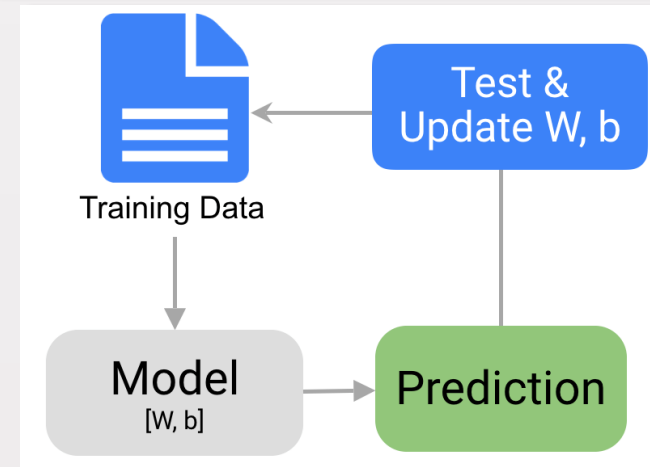 Test &
Update W, b
Training Data
Model
[W, b]
Prediction